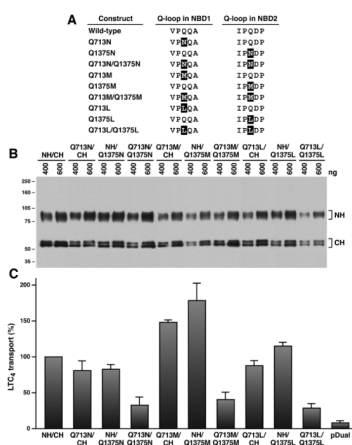 A
Construct Q-loop in NBD1 Q-loop in NBD2
Wild-type VPQQA IPQDP
Q713N VPNQA IPQDP
Q1375N VPQQA IPNDP
Q713N/Q1375N VPNQA IPNDP
Q713M VPMQA IPQDP
Q1375M VPQQA IPMDP
Q713M/Q1375M VPMQA IPMDP
Q713L VPLQA IPQDP
Q1375L VPQQA IPLDP
Q713L/Q1375L VPLQA IPLDP
B
NH/CH Q713N/CH NH/Q1375N Q713N/Q1375N Q713M/CH NH/Q1375M Q713M/Q1375M Q713L/CH NH/Q1375L Q713L/Q1375L
400 600 400 600 400 600 400 600 400 600 400 600 400 600 400 600 400 600 400 600 ng
250
160
105
75
50
35
NH
CH
C
LTC4 transport (%)
200
150
100
50
0
NH/CH Q713N/CH NH/Q1375N Q713N/Q1375N Q713M/CH NH/Q1375M Q713M/Q1375M Q713L/CH NH/Q1375L Q713L/Q1375L pDual